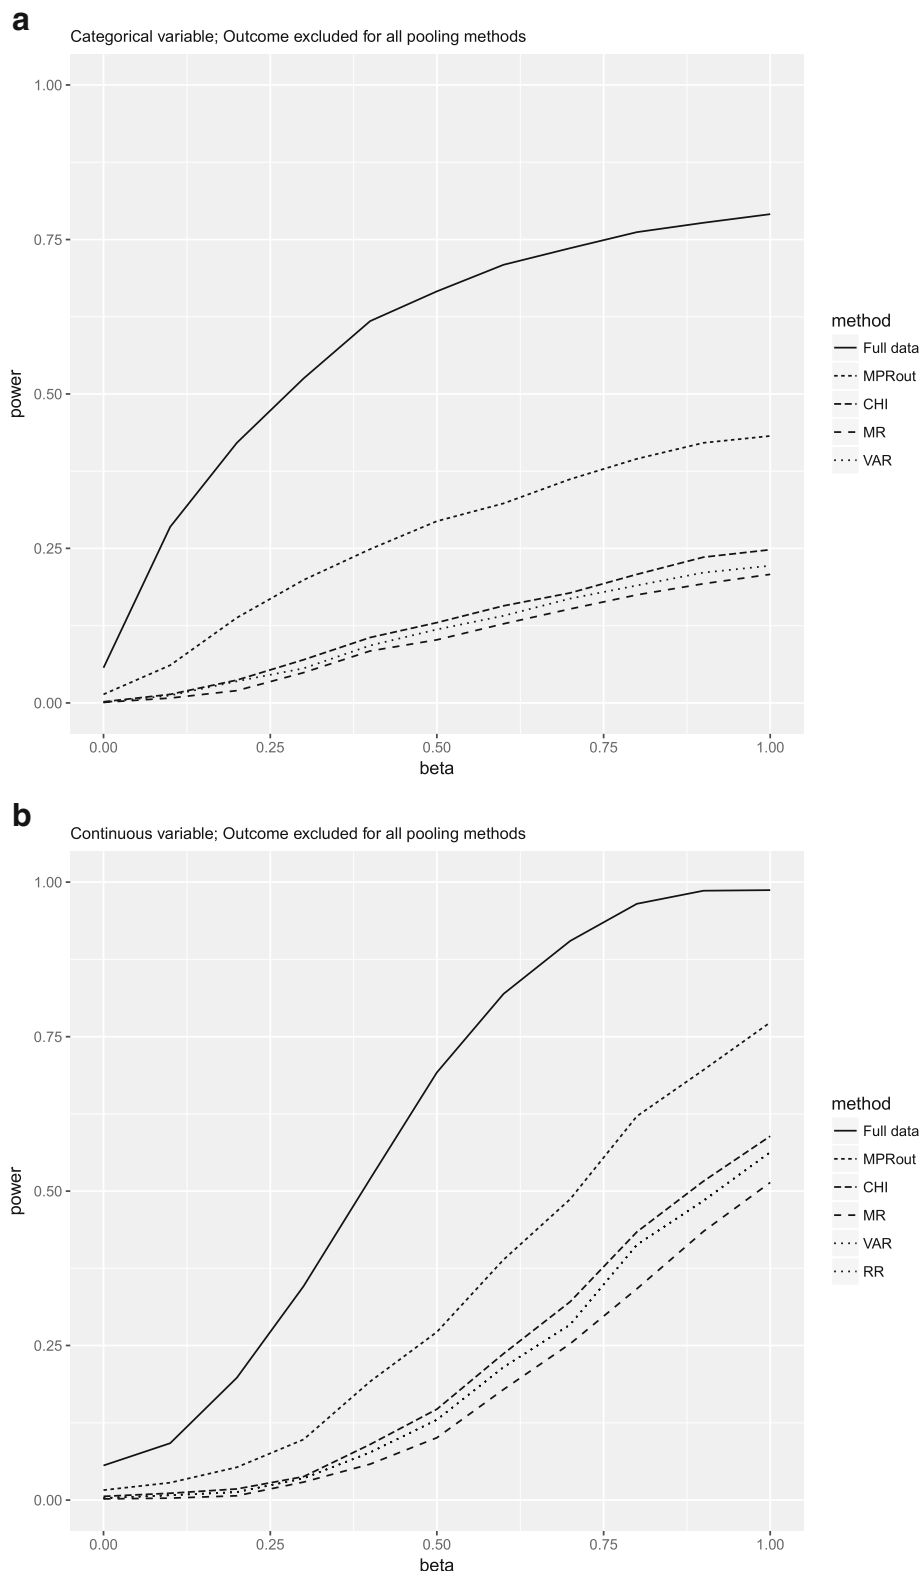 a
Categorical variable; Outcome excluded for all pooling methods
1.00
0.75
0.50
0.25
0.00
power
0.00 0.25 0.50 0.75 1.00
beta
method
Full data
MPRout
CHI
MR
VAR
b
Continuous variable; Outcome excluded for all pooling methods
1.00
0.75
0.50
0.25
0.00
power
0.00 0.25 0.50 0.75 1.00
beta
method
Full data
MPRout
CHI
MR
VAR
RR